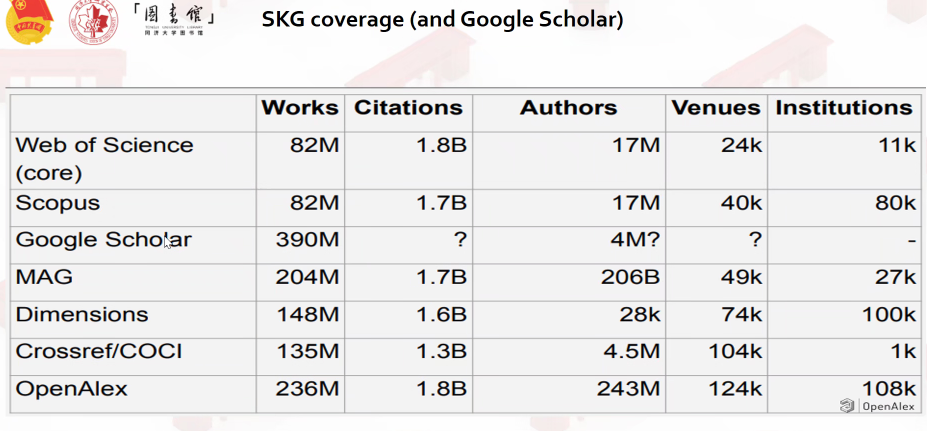 「图书馆」
TONGJI UNIVERSITY LIBRARY
同济大学图书馆
SKG coverage (and Google Scholar)
Works Citations Authors Venues Institutions
Web of Science (core) 82M 1.8B 17M 24k 11k
Scopus 82M 1.7B 17M 40k 80k
Google Scholar 390M ? 4M? ? -
MAG 204M 1.7B 206B 49k 27k
Dimensions 148M 1.6B 28k 74k 100k
Crossref/COCI 135M 1.3B 4.5M 104k 1k
OpenAlex 236M 1.8B 243M 124k 108k
OpenAlex